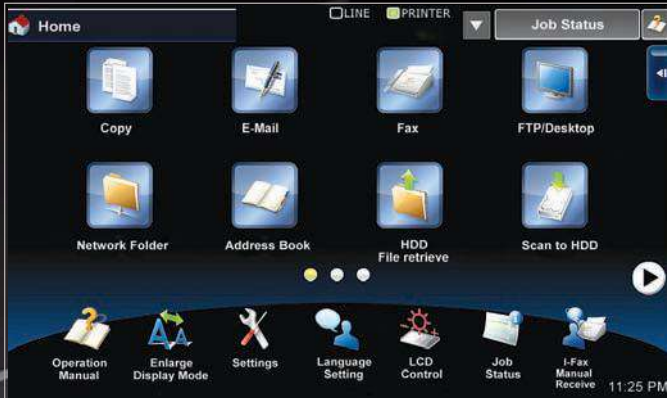 Home
LINE
PRINTER
Job Status
Copy
E-Mail
Fax
FTP/Desktop
Network Folder
Address Book
HDD
File retrieve
Scan to HDD
Operation
Manual
Enlarge
Display Mode
Settings
Language
Setting
LCD
Control
Job
Status
I-Fax
Manual
Receive
11:25 PM